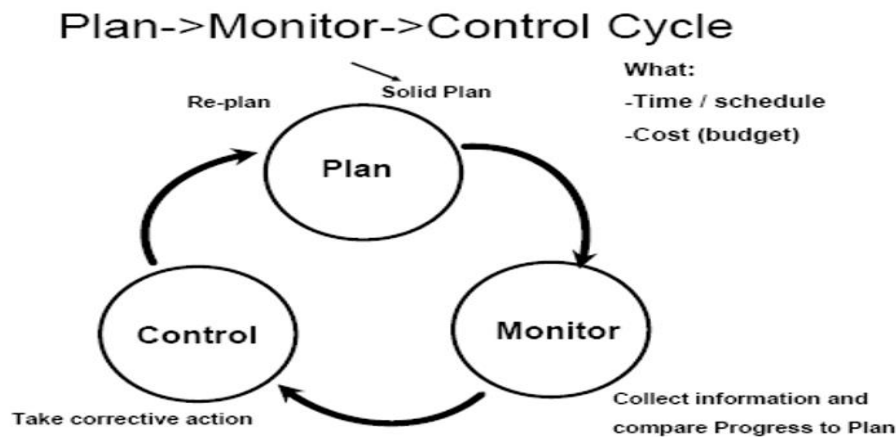 Plan->Monitor->Control Cycle
What:
-Time / schedule
-Cost (budget)
Solid Plan
Re-plan
Plan
Control
Monitor
Take corrective action
Collect information and
compare Progress to Plan